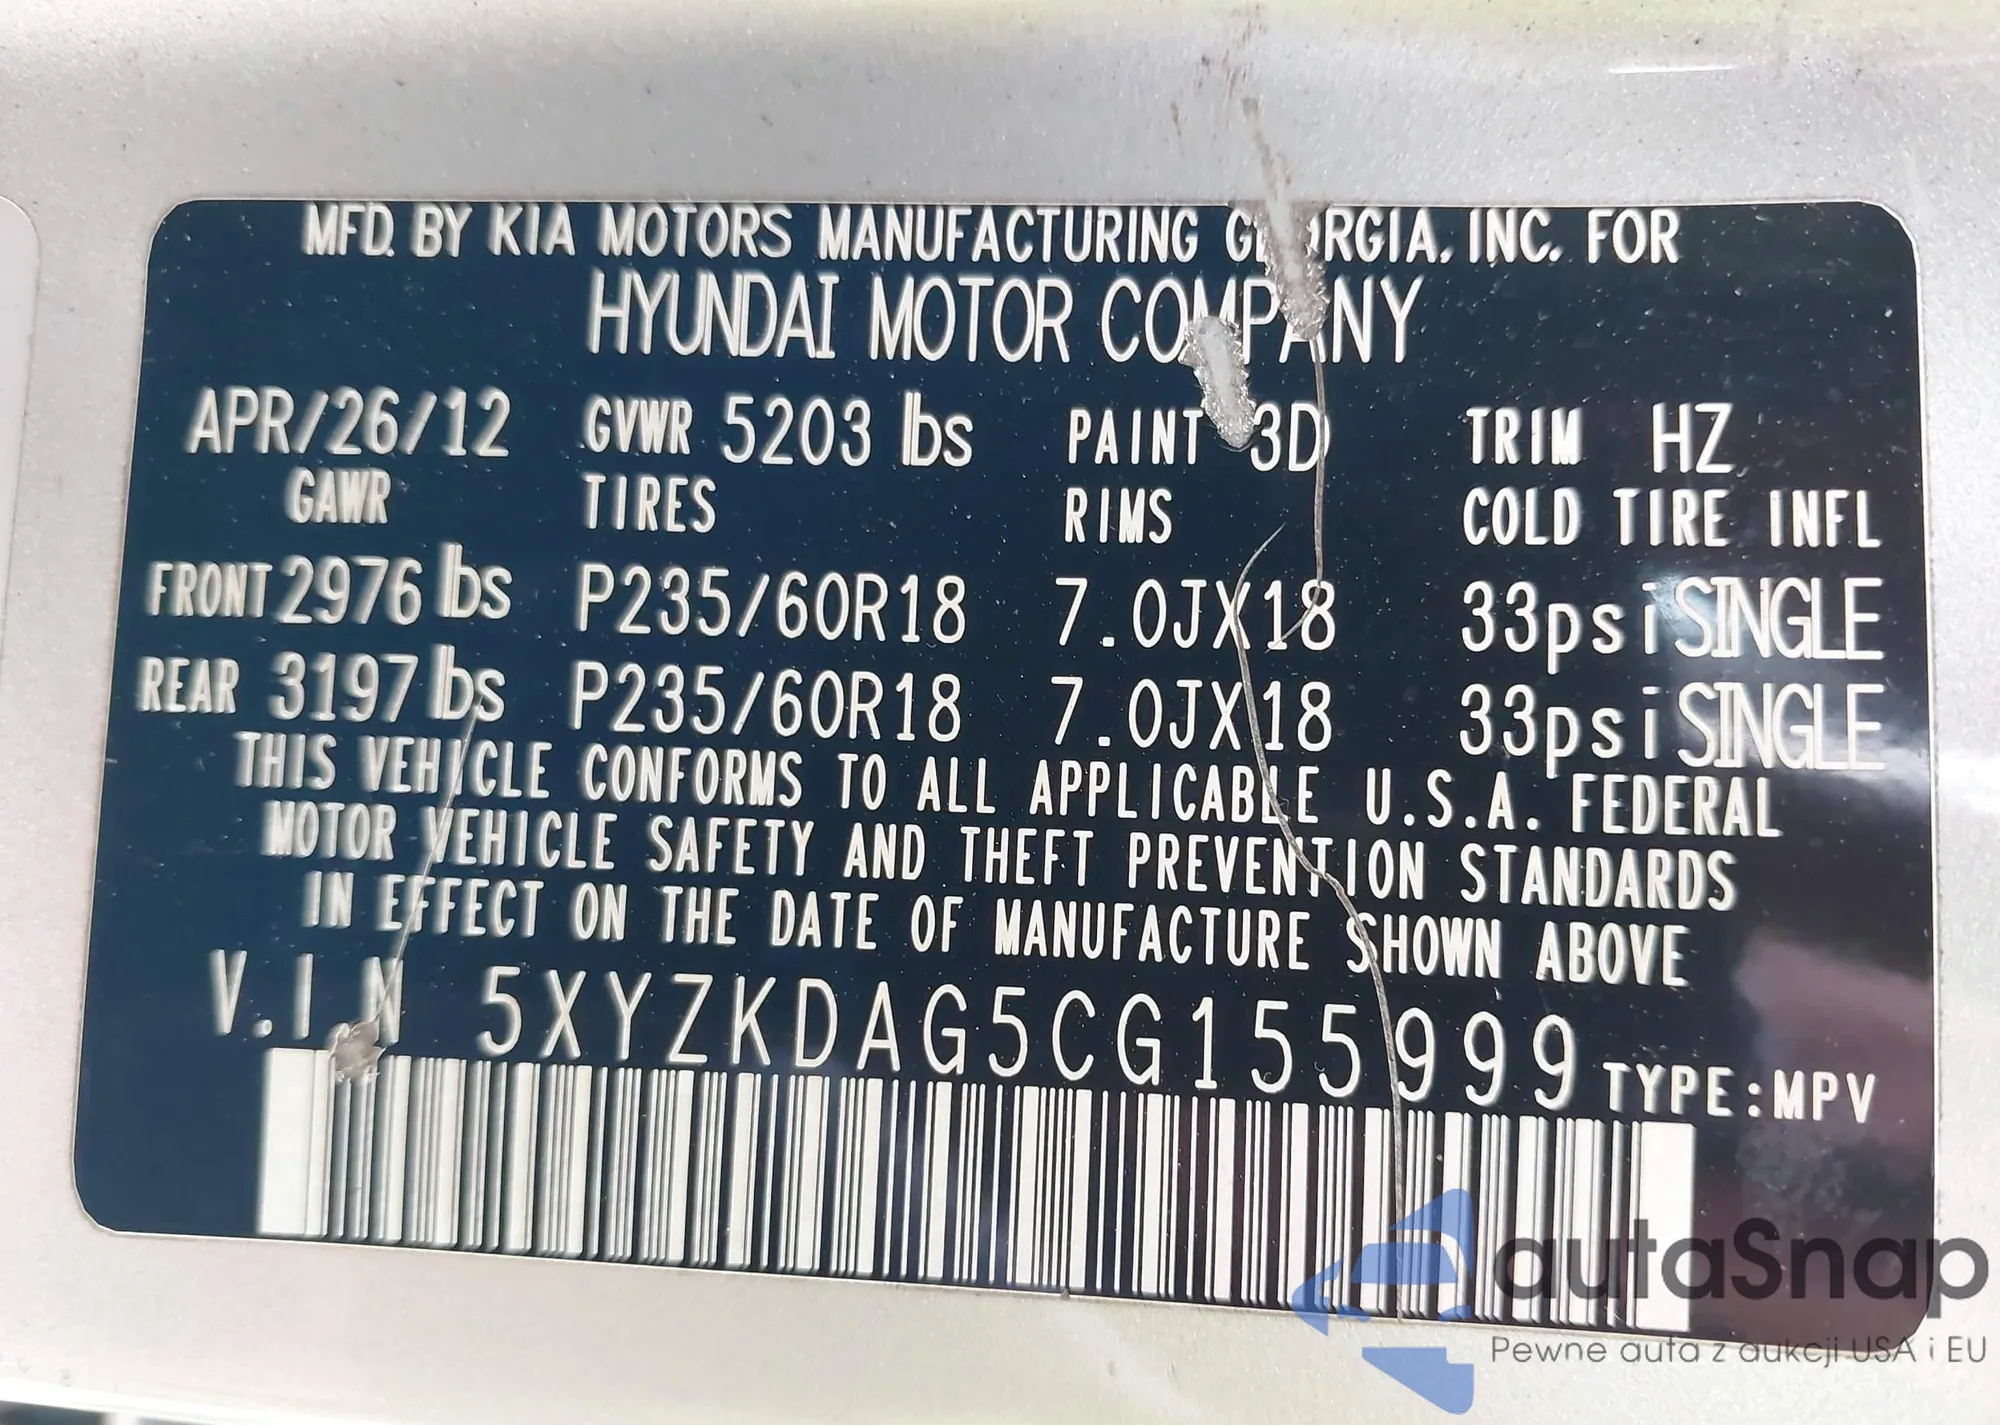 MFD. BY KIA MOTORS MANUFACTURING GEORGIA, INC. FOR
HYUNDAI MOTOR COMPANY
APR/26/12 GVWR 5203 lbs PAINT 3D TRIM HZ
GAWR TIRES RIMS COLD TIRE INFL
FRONT 2976 lbs P235/60R18 7.0JX18 33psi SINGLE
REAR 3197 lbs P235/60R18 7.0JX18 33psi SINGLE
THIS VEHICLE CONFORMS TO ALL APPLICABLE U.S.A. FEDERAL
MOTOR VEHICLE SAFETY AND THEFT PREVENTION STANDARDS
IN EFFECT ON THE DATE OF MANUFACTURE SHOWN ABOVE
V.IN 5XYZKDAG5CG155999 TYPE:MPV
autaSnap
Pewne auta z aukcji USA i EU